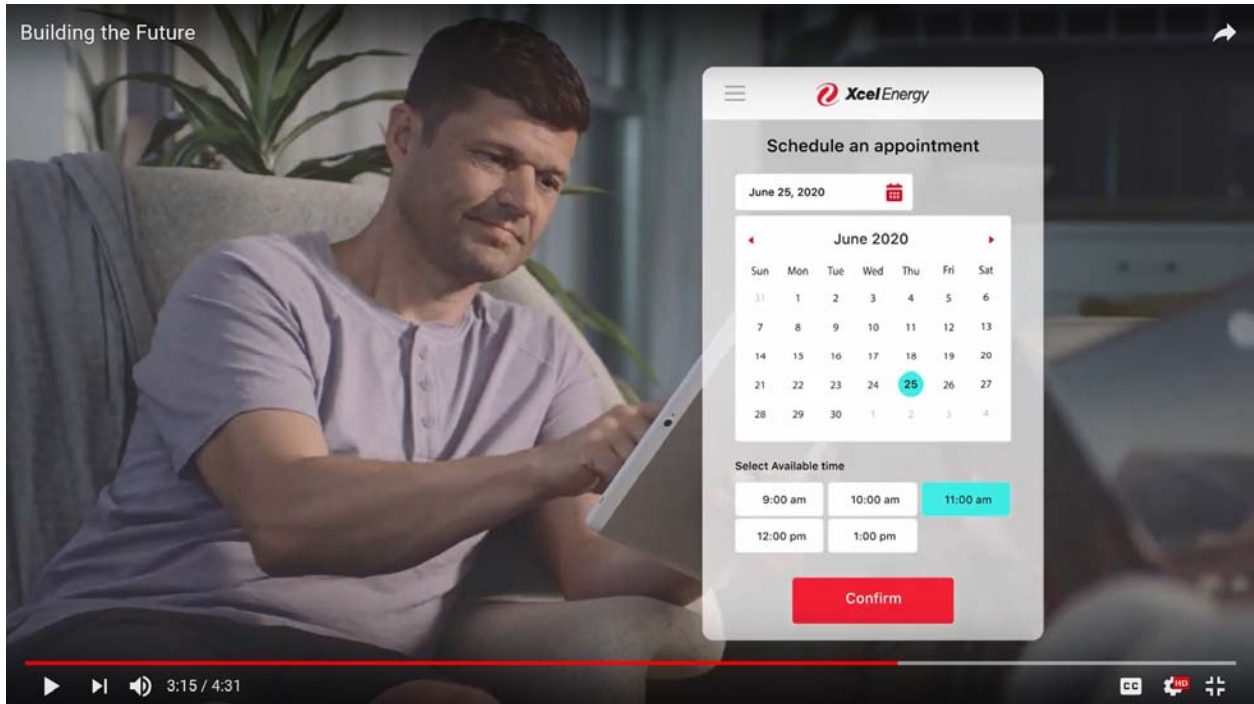 Building the Future
Xcel Energy
Schedule an appointment
June 25, 2020
June 2020
Sun Mon Tue Wed Thu Fri Sat
31 1 2 3 4 5 6
7 8 9 10 11 12 13
14 15 16 17 18 19 20
21 22 23 24 25 26 27
28 29 30 1 2 3 4
Select Available time
9:00 am 10:00 am 11:00 am
12:00 pm 1:00 pm
Confirm
3:15 / 4:31
CC HD